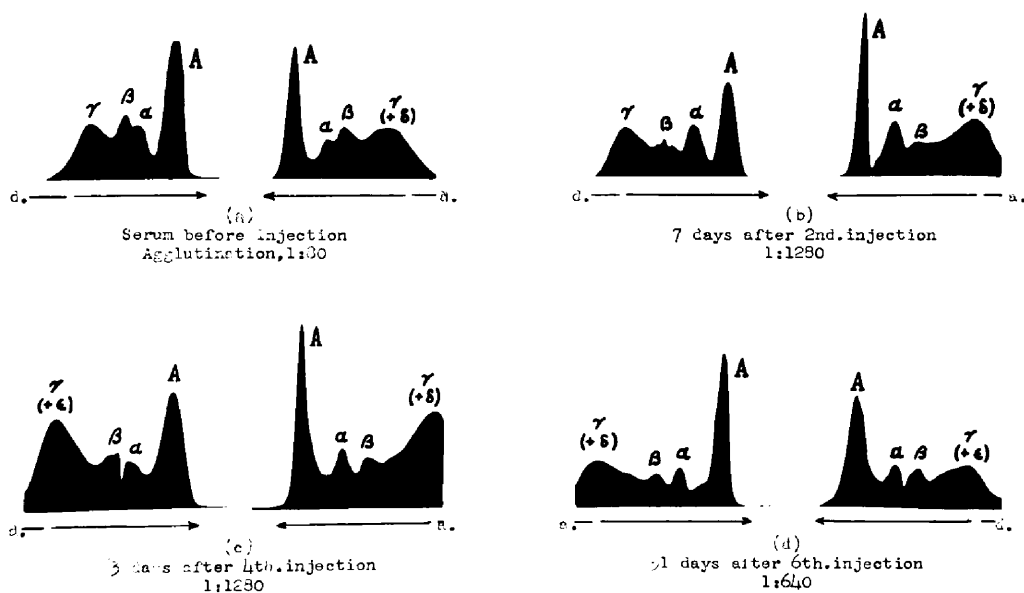 γ β α A
A α β γ (+δ)
d. a.
(a)
Serum before injection
Agglutination, 1:80
γ β α A
A α β γ (+δ)
d. a.
(b)
7 days after 2nd.injection
1:1280
γ (+ε) β α A
A α β γ (+δ)
d. a.
(c)
days after 4th.injection
1:1280
γ (+δ) β α A
A α β γ (+ε)
a. d.
(d)
days after 6th.injection
1:640